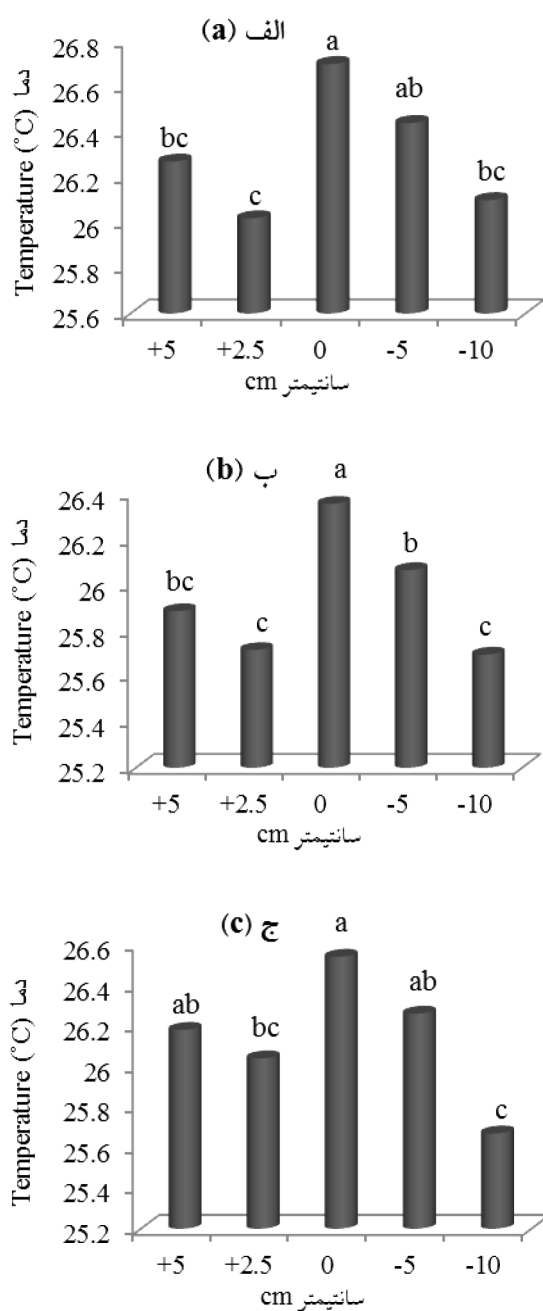 الف (a)
دما Temperature (°C)
26.8
26.6
26.4
26.2
26
25.8
25.6
bc
c
a
ab
bc
+5 +2.5 0 -5 -10
سانتیمتر cm
ب (b)
دما Temperature (°C)
26.4
26.2
26
25.8
25.6
25.4
25.2
bc
c
a
b
c
+5 +2.5 0 -5 -10
سانتیمتر cm
ج (c)
دما Temperature (°C)
26.6
26.4
26.2
26
25.8
25.6
25.4
25.2
ab
bc
a
ab
c
+5 +2.5 0 -5 -10
سانتیمتر cm